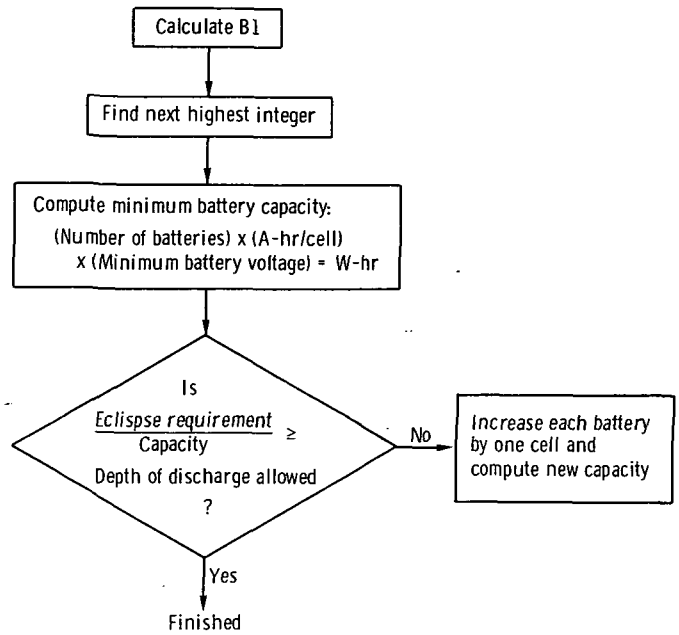 Calculate B1
Find next highest integer
Compute minimum battery capacity:
(Number of batteries) x (A-hr/cell)
x (Minimum battery voltage) = W-hr
Is
Eclispse requirement
Capacity
≥
Depth of discharge allowed
?
No
Increase each battery
by one cell and
compute new capacity
Yes
Finished